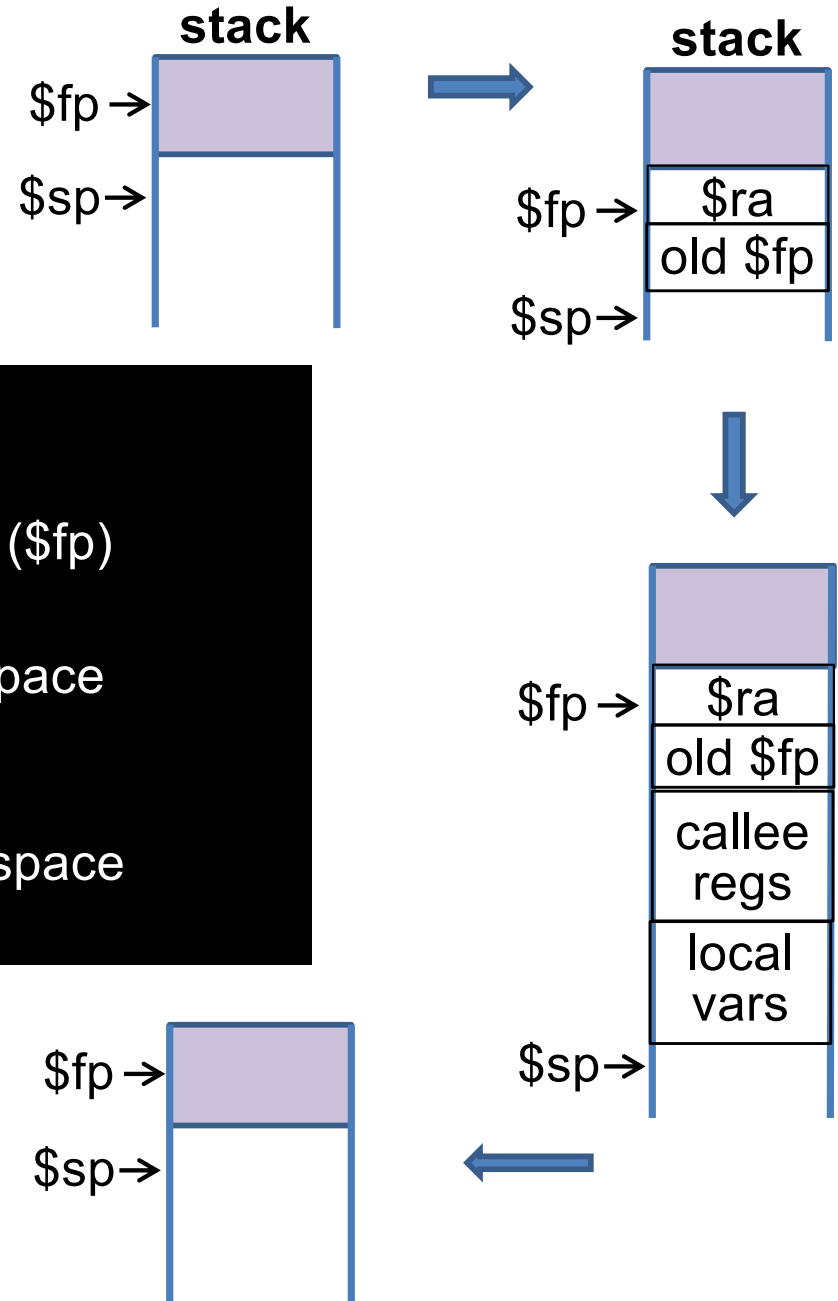 stack
$fp →
$sp→
stack
$fp →
$ra
old $fp
$sp→
($fp)
space
$fp →
$ra
old $fp
callee
regs
local
vars
$sp→
$fp →
$sp→